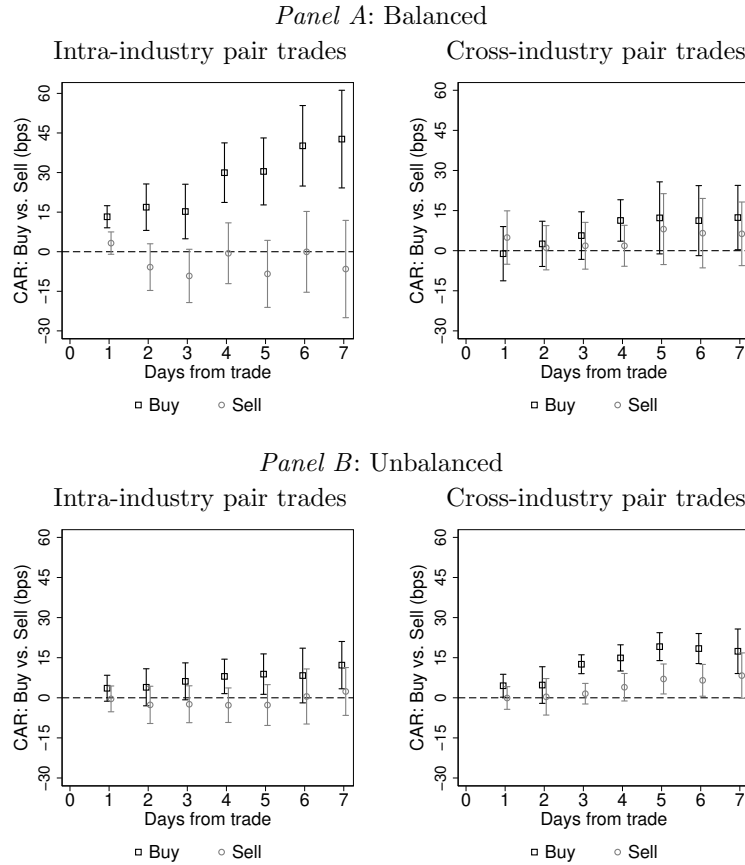 Panel A: Balanced
Intra-industry pair trades
Cross-industry pair trades
CAR: Buy vs. Sell (bps)
60
45
30
15
0
−15
−30
0 1 2 3 4 5 6 7
Days from trade
Buy Sell
CAR: Buy vs. Sell (bps)
60
45
30
15
0
−15
−30
0 1 2 3 4 5 6 7
Days from trade
Buy Sell
Panel B: Unbalanced
Intra-industry pair trades
Cross-industry pair trades
CAR: Buy vs. Sell (bps)
60
45
30
15
0
−15
−30
0 1 2 3 4 5 6 7
Days from trade
Buy Sell
CAR: Buy vs. Sell (bps)
60
45
30
15
0
−15
−30
0 1 2 3 4 5 6 7
Days from trade
Buy Sell